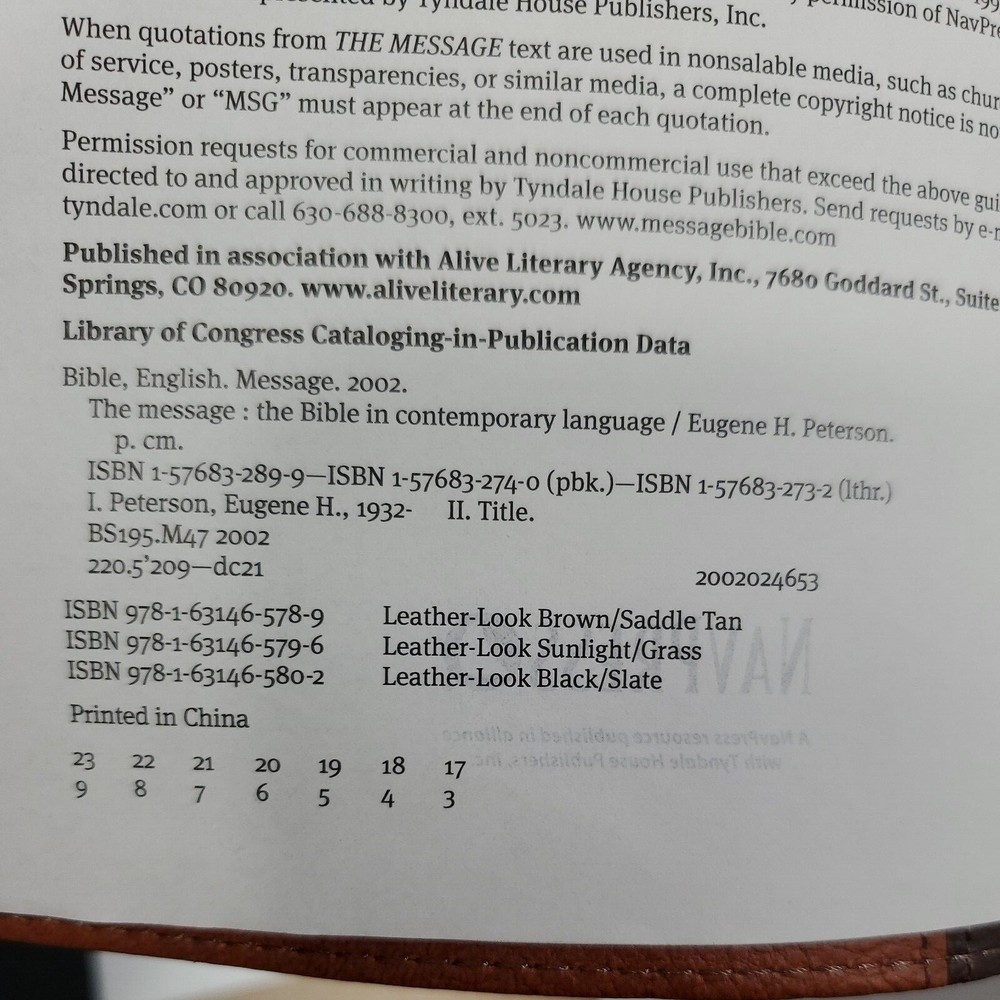 presented by Tyndale House Publishers, Inc.
permission of NavPre
When quotations from THE MESSAGE text are used in nonsalable media, such as chur
of service, posters, transparencies, or similar media, a complete copyright notice is no
Message” or “MSG” must appear at the end of each quotation.
Permission requests for commercial and noncommercial use that exceed the above gui
directed to and approved in writing by Tyndale House Publishers. Send requests by e-m
tyndale.com or call 630-688-8300, ext. 5023. www.messagebible.com
Published in association with Alive Literary Agency, Inc., 7680 Goddard St., Suite
Springs, CO 80920. www.aliveliterary.com
Library of Congress Cataloging-in-Publication Data
Bible, English. Message. 2002.
The message : the Bible in contemporary language / Eugene H. Peterson.
p. cm.
ISBN 1-57683-289-9—ISBN 1-57683-274-0 (pbk.)—ISBN 1-57683-273-2 (lthr.)
I. Peterson, Eugene H., 1932- II. Title.
BS195.M47 2002
220.5’209—dc21 2002024653
ISBN 978-1-63146-578-9 Leather-Look Brown/Saddle Tan
ISBN 978-1-63146-579-6 Leather-Look Sunlight/Grass
ISBN 978-1-63146-580-2 Leather-Look Black/Slate
Printed in China
23 22 21 20 19 18 17
9 8 7 6 5 4 3